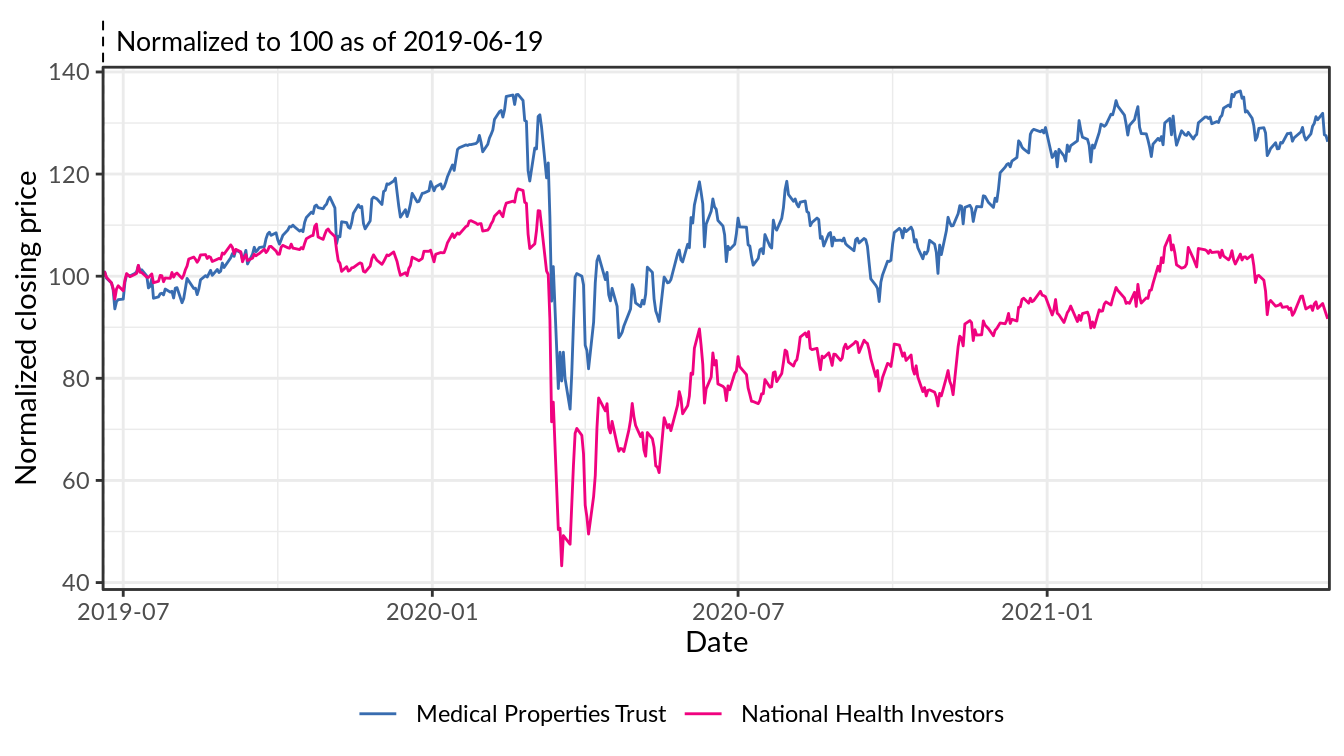 Normalized to 100 as of 2019-06-19
Normalized closing price
140
120
100
80
60
40
2019-07
2020-01
2020-07
2021-01
Date
Medical Properties Trust
National Health Investors